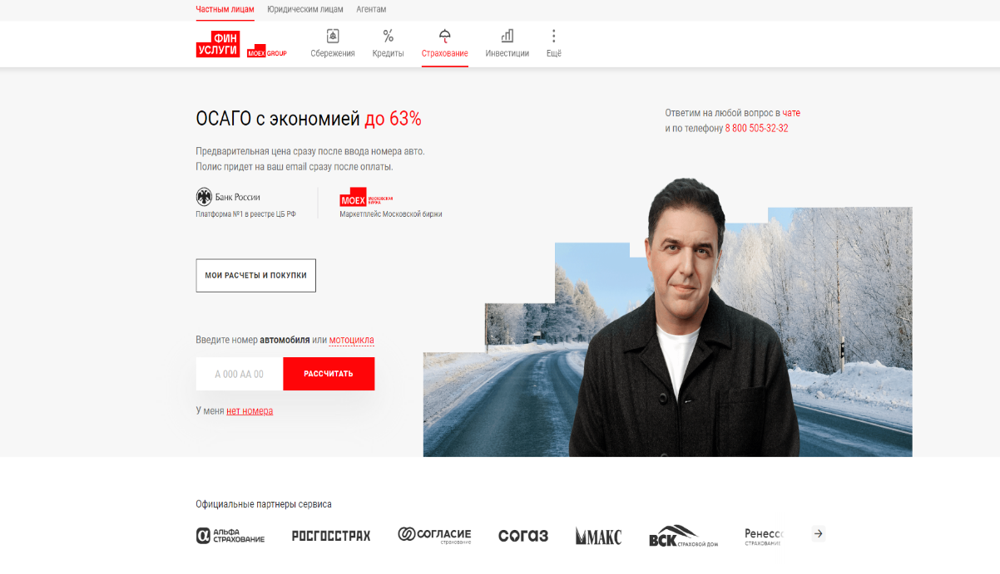 Частным лицам
Юридическим лицам
Агентам
ФИН
УСЛУГИ
MOEX GROUP
Сбережения
Кредиты
Страхование
Инвестиции
Ещё
ОСАГО с экономией до 63%
Ответим на любой вопрос в чате
и по телефону 8 800 505-32-32
Предварительная цена сразу после ввода номера авто.
Полис придет на ваш email сразу после оплаты.
Банк России
Платформа №1 в реестре ЦБ РФ
MOEX
МОСКОВСКАЯ
БИРЖА
Маркетплейс Московской биржи
МОИ РАСЧЕТЫ И ПОКУПКИ
Введите номер автомобиля или мотоцикла
А 000 АА 00
РАССЧИТАТЬ
У меня нет номера
Официальные партнеры сервиса
АЛЬФА
СТРАХОВАНИЕ
РОСГОССТРАХ
СОГЛАСИЕ
страхование
СОГАЗ
МАКС
ВСК СТРАХОВОЙ ДОМ
Ренессс
СТРАХОВАНИЕ